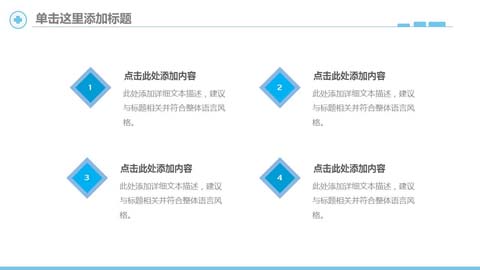 单击这里添加标题
1
点击此处添加内容
此处添加详细文本描述，建议
与标题相关并符合整体语言风
格。
2
点击此处添加内容
此处添加详细文本描述，建议
与标题相关并符合整体语言风
格。
3
点击此处添加内容
此处添加详细文本描述，建议
与标题相关并符合整体语言风
格。
4
点击此处添加内容
此处添加详细文本描述，建议
与标题相关并符合整体语言风
格。